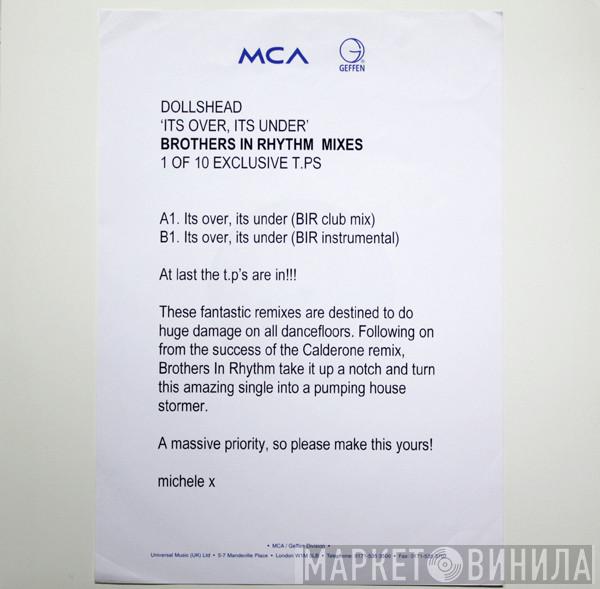 MCA
GEFFEN
DOLLSHEAD
‘ITS OVER, ITS UNDER’
BROTHERS IN RHYTHM MIXES
1 OF 10 EXCLUSIVE T.PS
A1. Its over, its under (BIR club mix)
B1. Its over, its under (BIR instrumental)
At last the t.p’s are in!!!
These fantastic remixes are destined to do
huge damage on all dancefloors. Following on
from the success of the Calderone remix,
Brothers In Rhythm take it up a notch and turn
this amazing single into a pumping house
stormer.
A massive priority, so please make this yours!
michele x
• MCA / Geffen Division •
Universal Music (UK) Ltd • 5-7 Mandeville Place • London W1M
МАРКЕТ ВИНИЛА